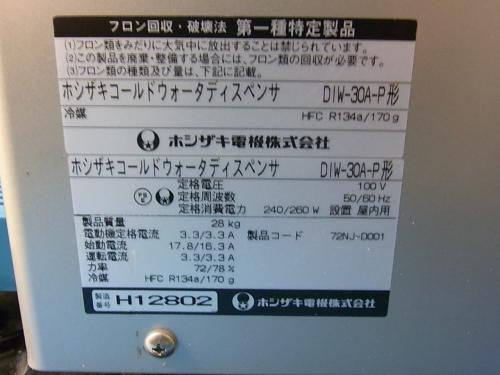 フロン回収・破壊法 第一種特定製品
(1)フロン類をみだりに大気中に放出することは禁じられています。
(2)この製品を廃棄・整備する場合には、フロン類の回収が必要です。
(3)フロン類の種類及び量は、下記に記載。
ホシザキコールドウォータディスペンサ DIW-30A-P形
冷媒 HFC R134a/170g
ホシザキ電機株式会社
ホシザキコールドウォータディスペンサ DIW-30A-P形
定格電圧 100 V
定格周波数 50/60 Hz
定格消費電力 240/260 W 設置 屋内用
製品質量 28 kg
電動機定格電流 3.3/3.3 A 製品コード 72NJ-D001
始動電流 17.8/16.3 A
運転電流 3.3/3.3 A
力率 72/78 %
冷媒 HFC R134a/170 g
製造番号 H12802 ホシザキ電機株式会社